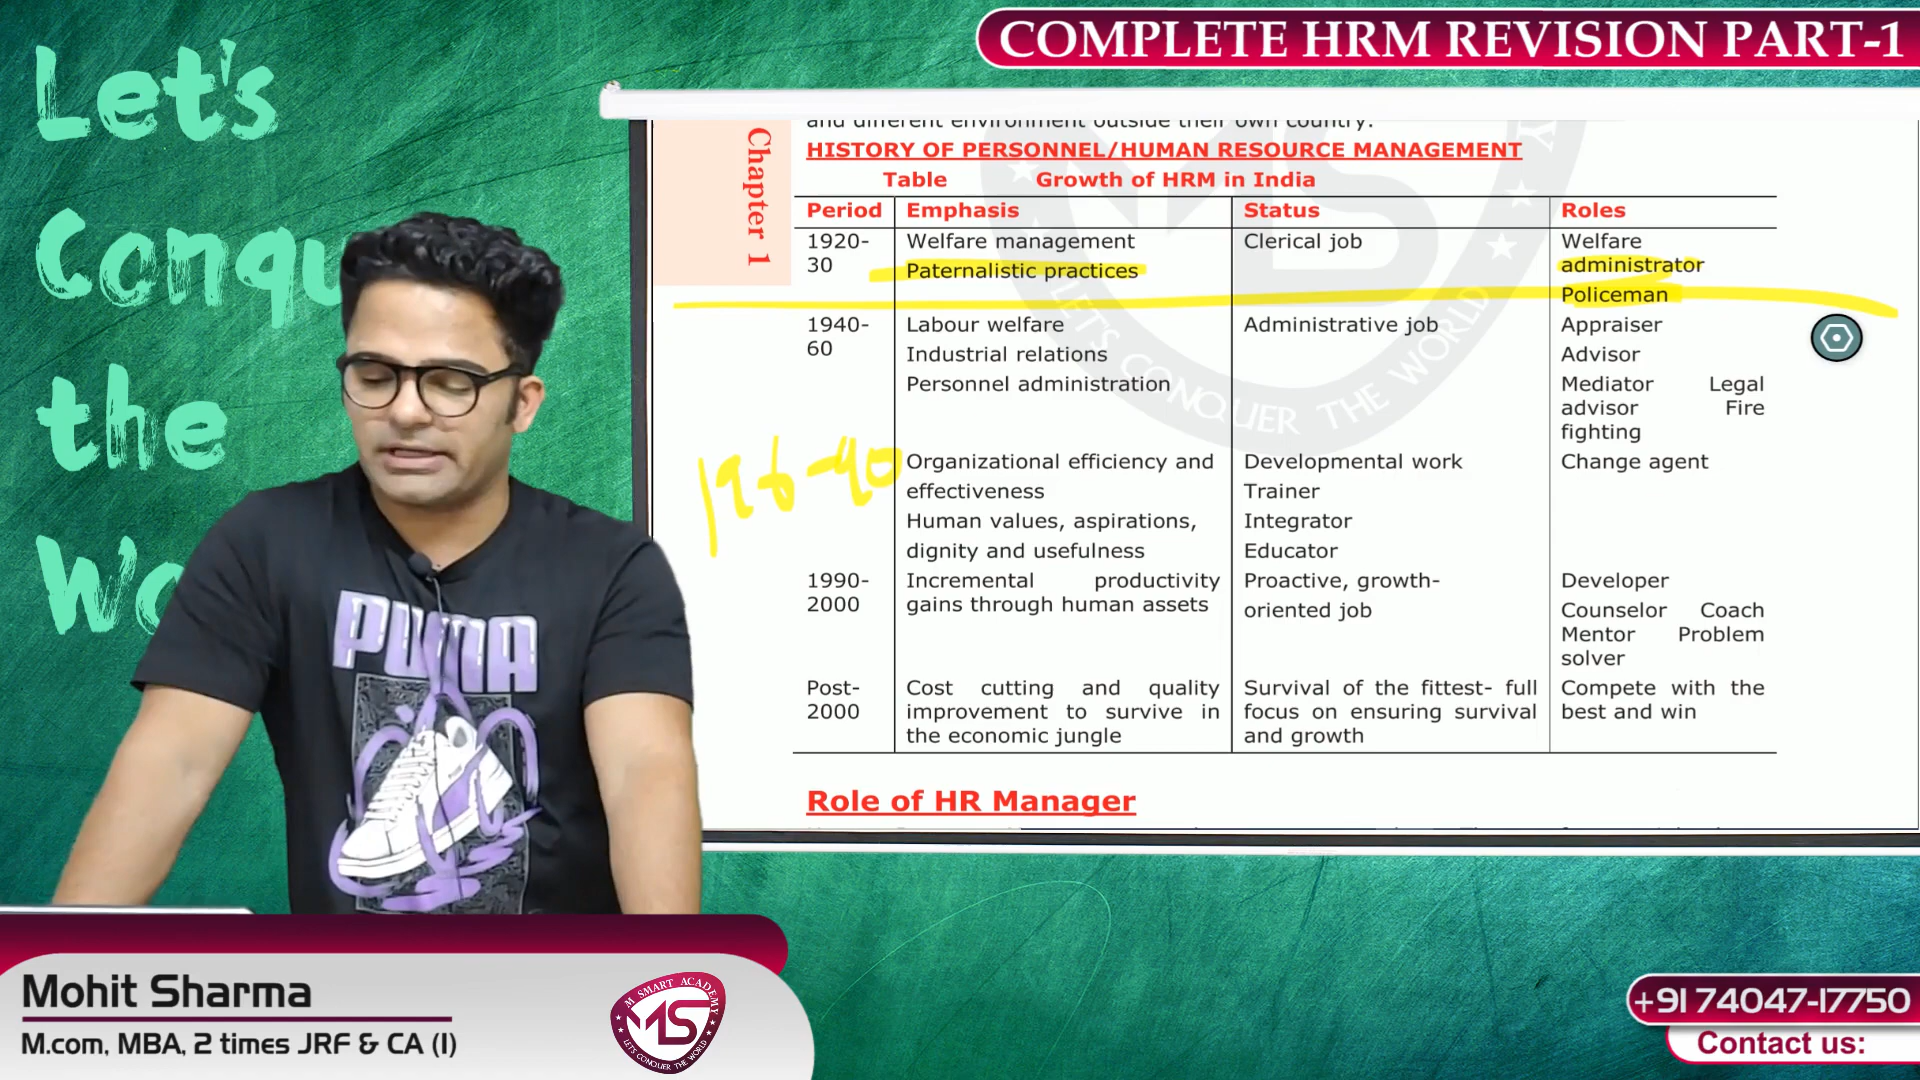 COMPLETE HRM REVISION PART-1
Let's
Conqu
the
Wo
Chapter 1
and different environment outside their own country.
HISTORY OF PERSONNEL/HUMAN RESOURCE MANAGEMENT
Table Growth of HRM in India
Period Emphasis Status Roles
1920-30 Welfare management Clerical job Welfare administrator
Paternalistic practices Policeman
1940-60 Labour welfare Administrative job Appraiser
Industrial relations Advisor
Personnel administration Mediator Legal advisor Fire fighting
196-90 Organizational efficiency and effectiveness Developmental work Change agent
Trainer
Human values, aspirations, Integrator
dignity and usefulness Educator
1990-2000 Incremental productivity gains through human assets Proactive, growth-oriented job Developer
Counselor Coach Mentor Problem solver
Post-2000 Cost cutting and quality improvement to survive in the economic jungle Survival of the fittest- full focus on ensuring survival and growth Compete with the best and win
Role of HR Manager
LET'S CONQUER THE WORLD
PUMA
Mohit Sharma
M.com, MBA, 2 times JRF & CA (I)
M SMART ACADEMY
MS
LETS CONQUER THE WORLD
+91 74047-17750
Contact us: